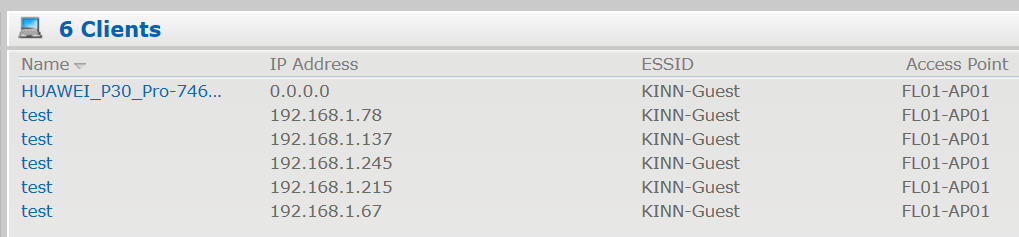 6 Clients
Name IP Address ESSID Access Point
HUAWEI_P30_Pro-746... 0.0.0.0 KINN-Guest FL01-AP01
test 192.168.1.78 KINN-Guest FL01-AP01
test 192.168.1.137 KINN-Guest FL01-AP01
test 192.168.1.245 KINN-Guest FL01-AP01
test 192.168.1.215 KINN-Guest FL01-AP01
test 192.168.1.67 KINN-Guest FL01-AP01